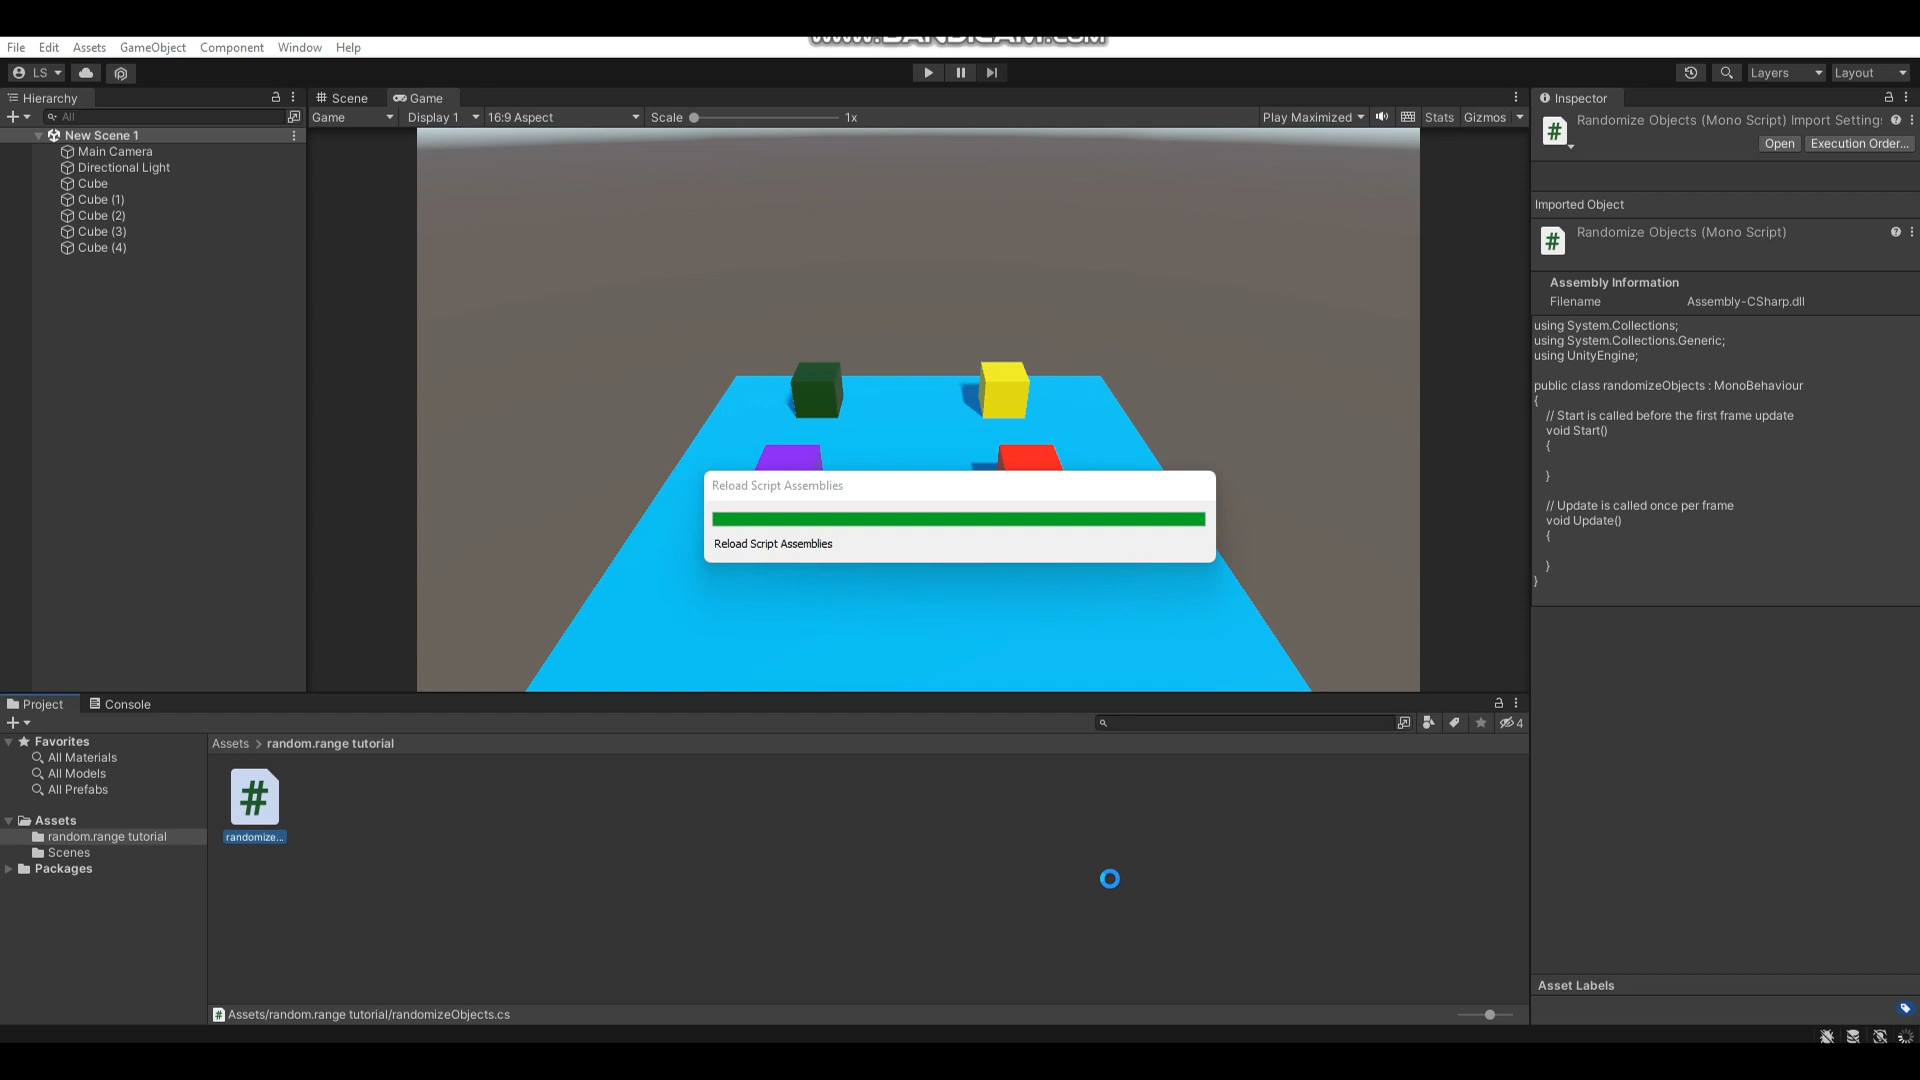 www.BANDICAM.com
File Edit Assets GameObject Component Window Help
LS
Layers Layout
Hierarchy
All
New Scene 1
Main Camera
Directional Light
Cube
Cube (1)
Cube (2)
Cube (3)
Cube (4)
Scene Game
Game Display 1 16:9 Aspect Scale 1x Play Maximized Stats Gizmos
Reload Script Assemblies
Reload Script Assemblies
Inspector
Randomize Objects (Mono Script) Import Settings
Open Execution Order...
Imported Object
Randomize Objects (Mono Script)
Assembly Information
Filename Assembly-CSharp.dll
using System.Collections;
using System.Collections.Generic;
using UnityEngine;
public class randomizeObjects : MonoBehaviour
{
// Start is called before the first frame update
void Start()
{
}
// Update is called once per frame
void Update()
{
}
}
Asset Labels
Project Console
4
Favorites
All Materials
All Models
All Prefabs
Assets
random.range tutorial
Scenes
Packages
Assets > random.range tutorial
#
randomize...
Assets/random.range tutorial/randomizeObjects.cs